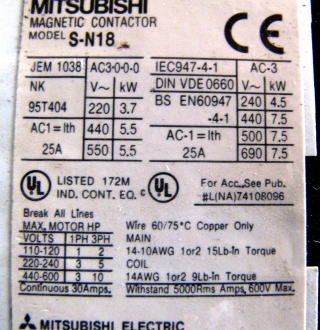 MITSUBISHI
MAGNETIC CONTACTOR
MODEL S-N18
CE
JEM 1038 AC3-0-0-0
NK V~ kW
95T404 220 3.7
AC1=Ith 440 5.5
25A 550 5.5
IEC947-4-1 AC-3
DIN VDE0660 V~ kW
BS EN60947 240 4.5
-4-1 440 7.5
AC-1=Ith 500 7.5
25A 690 7.5
UL LISTED 172M
IND. CONT. EQ. C UL
For Acc., See Pub.
#L(NA)74108096
Break All Lines
MAX. MOTOR HP
VOLTS 1PH 3PH
110-120 1 2
220-240 3 5
440-600 3 10
Continuous 30Amps.
Wire 60/75°C Copper Only
MAIN
14-10AWG 1or2 15Lb-in Torque
COIL
14AWG 1or2 9Lb-in Torque
Withstand 5000Rms Amps, 600V Max.
MITSUBISHI ELECTRIC